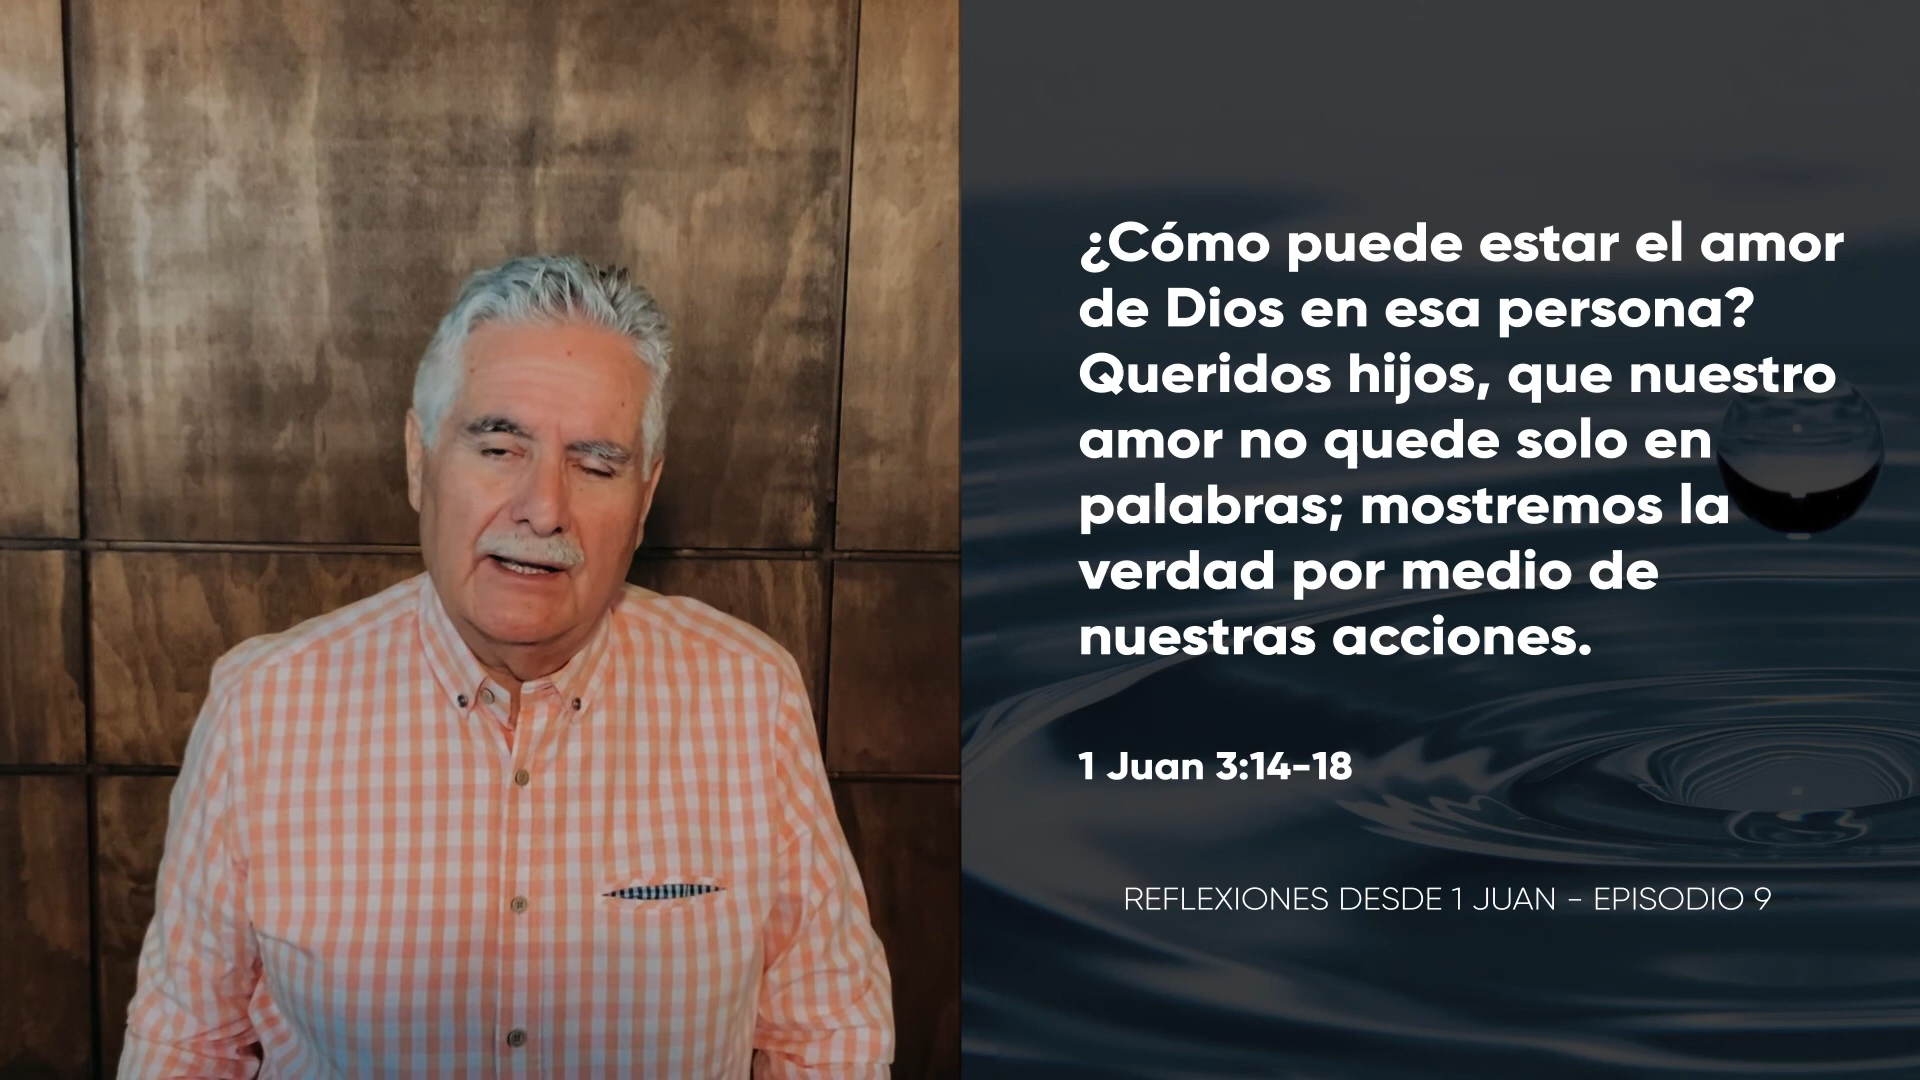 ¿Cómo puede estar el amor
de Dios en esa persona?
Queridos hijos, que nuestro
amor no quede solo en
palabras; mostremos la
verdad por medio de
nuestras acciones.
1 Juan 3:14-18
REFLEXIONES DESDE 1 JUAN - EPISODIO 9